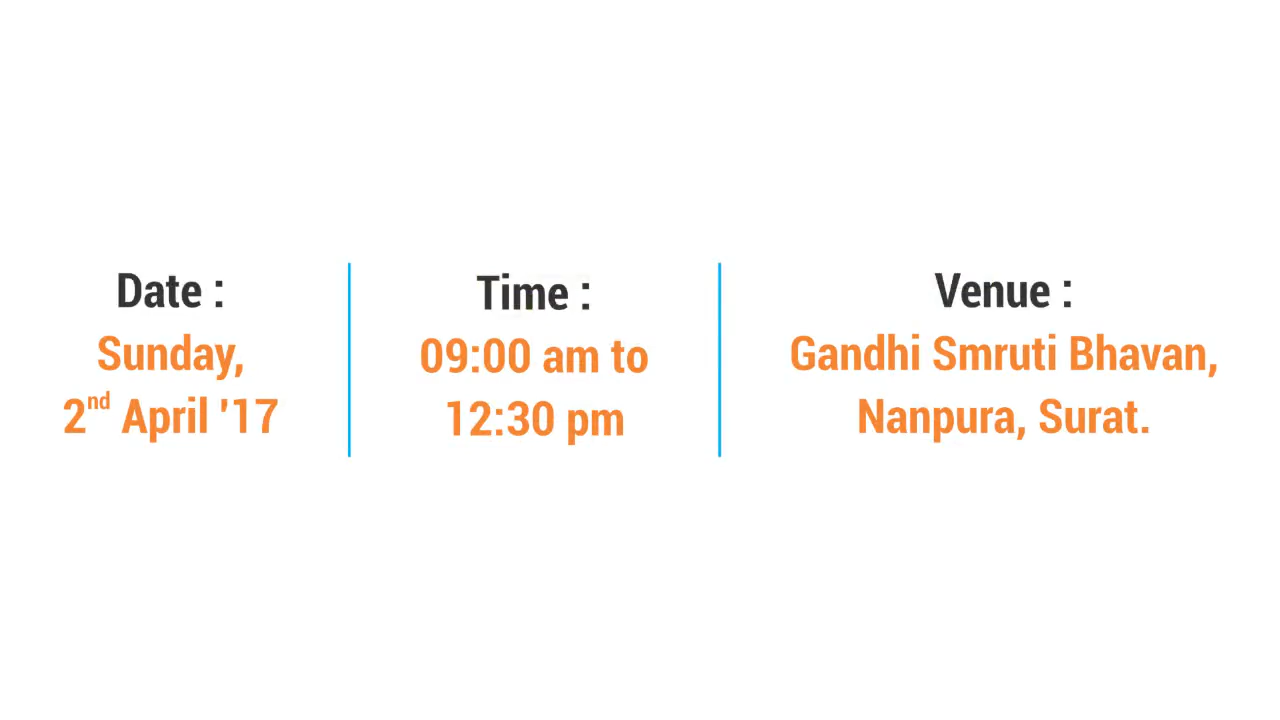 Date :
Sunday,
2nd April '17
Time :
09:00 am to
12:30 pm
Venue :
Gandhi Smruti Bhavan,
Nanpura, Surat.